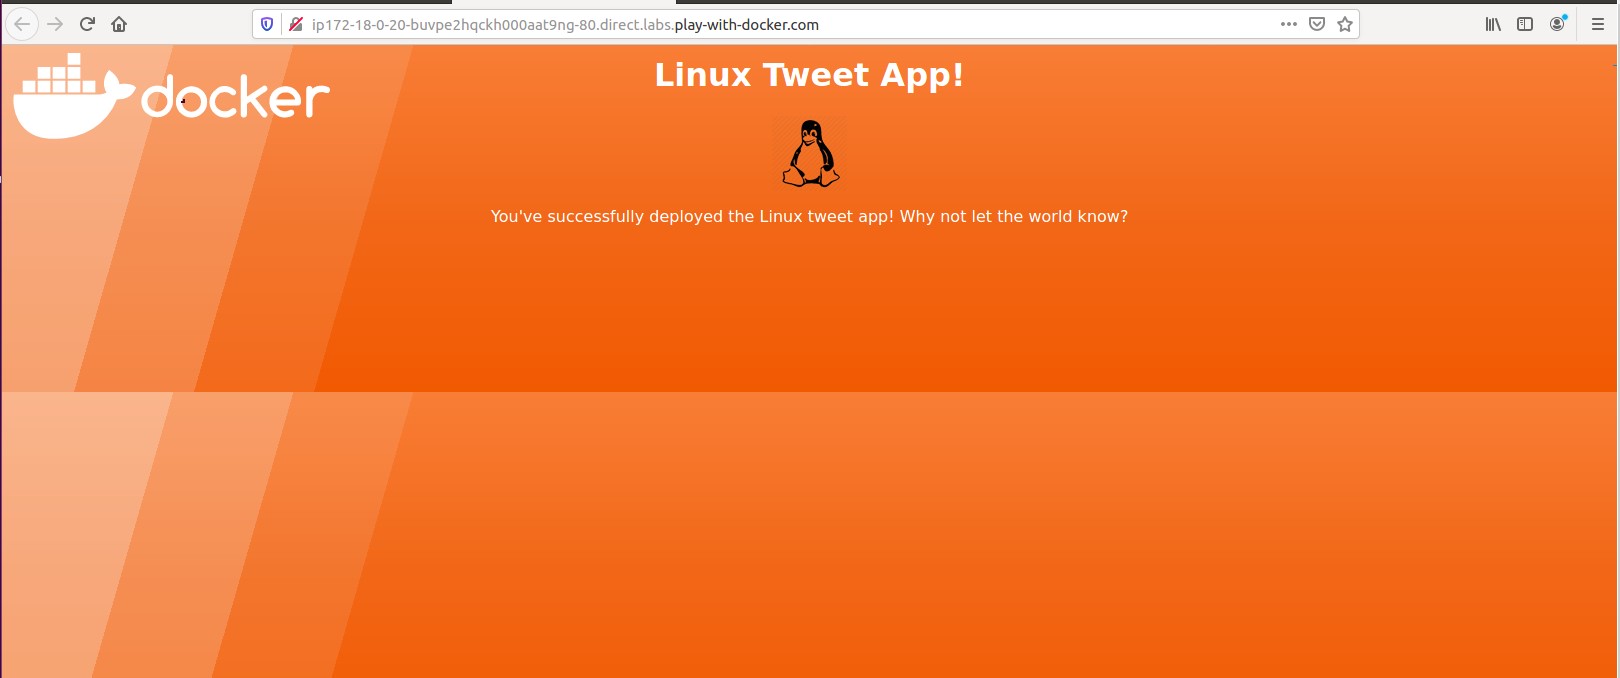 ip172-18-0-20-buvpe2hqckh000aat9ng-80.direct.labs.play-with-docker.com
docker
Linux Tweet App!
You've successfully deployed the Linux tweet app! Why not let the world know?